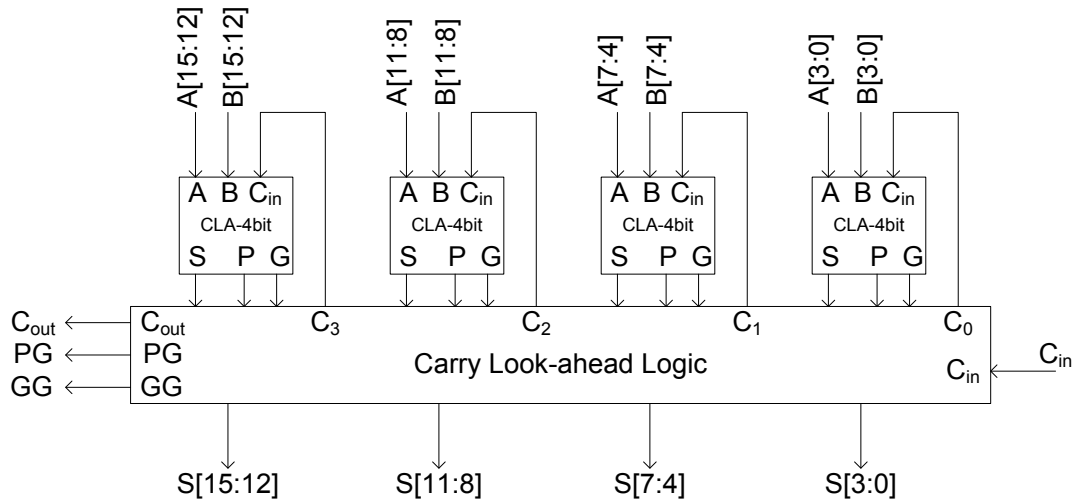 A[15:12] B[15:12] A[11:8] B[11:8] A[7:4] B[7:4] A[3:0] B[3:0]
A B Cin A B Cin A B Cin A B Cin
CLA-4bit CLA-4bit CLA-4bit CLA-4bit
S P G S P G S P G S P G
Cout Cout C3 C2 C1 C0
PG PG Carry Look-ahead Logic Cin Cin
GG GG
S[15:12] S[11:8] S[7:4] S[3:0]